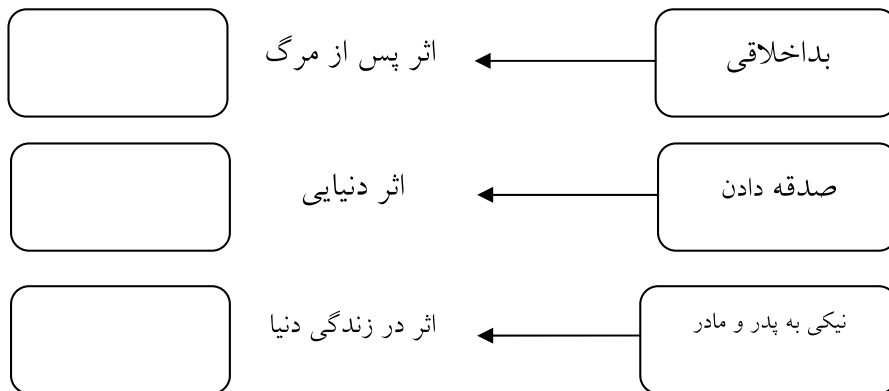 بداخلاقی
اثر پس از مرگ
صدقه دادن
اثر دنیایی
نیکی به پدر و مادر
اثر در زندگی دنیا